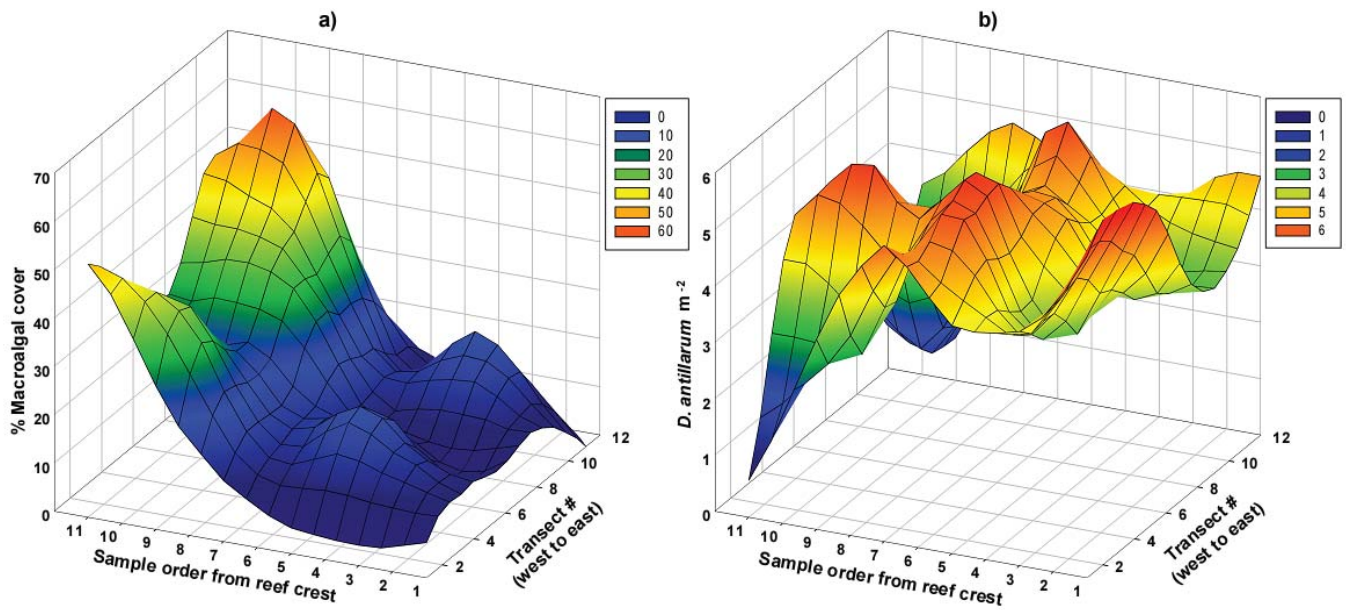 a)
% Macroalgal cover
70
60
50
40
30
20
10
0
11 10 9 8 7 6 5 4 3 2 1
Sample order from reef crest
2 4 6 8 10 12
Transect #
(west to east)
0
10
20
30
40
50
60
b)
D. antillarum m -2
6
5
4
3
2
1
0
11 10 9 8 7 6 5 4 3 2 1
Sample order from reef crest
2 4 6 8 10 12
Transect #
(west to east)
0
1
2
3
4
5
6